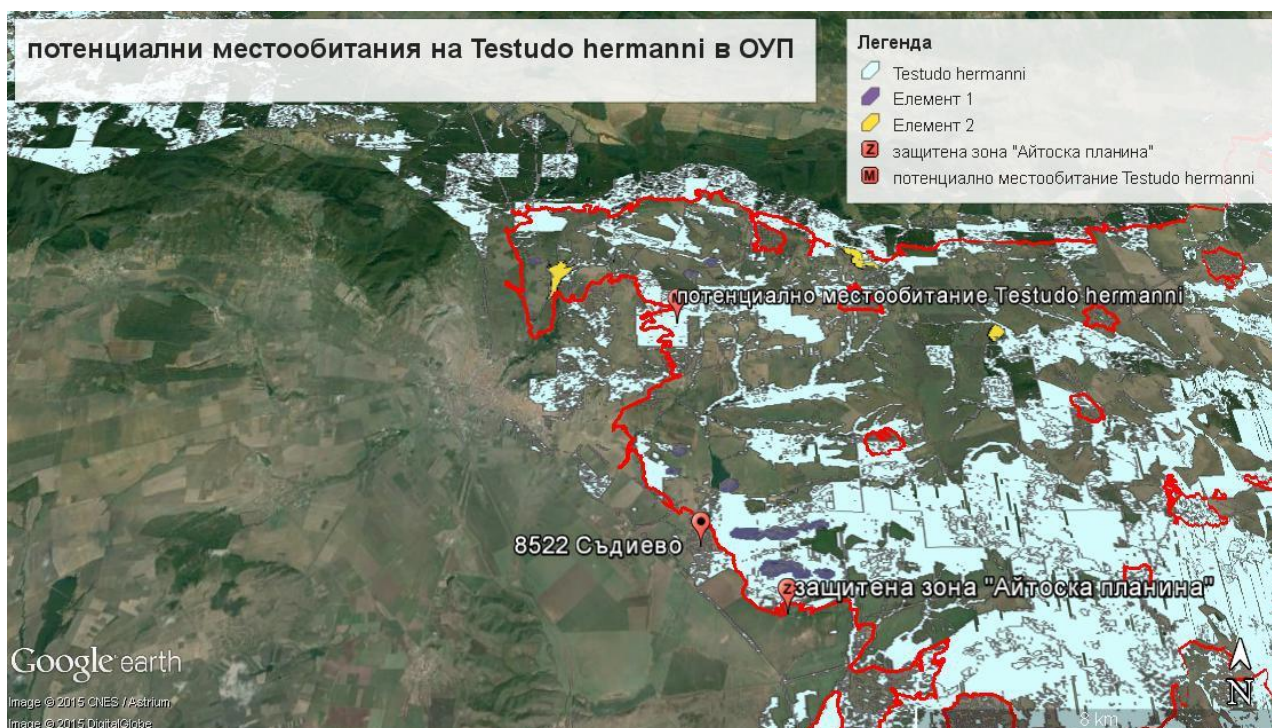 потенциални местообитания на Testudo hermanni в ОУП
Легенда
Testudo hermanni
Елемент 1
Елемент 2
Z защитена зона "Айтоска планина"
M потенциално местообитание Testudo hermanni
потенциално местообитание Testudo hermanni
8522 Съдиево
Z защитена зона "Айтоска планина"
Google earth
Image © 2015 CNES / Astrium
Image © 2015 DigitalGlobe
N
8 km